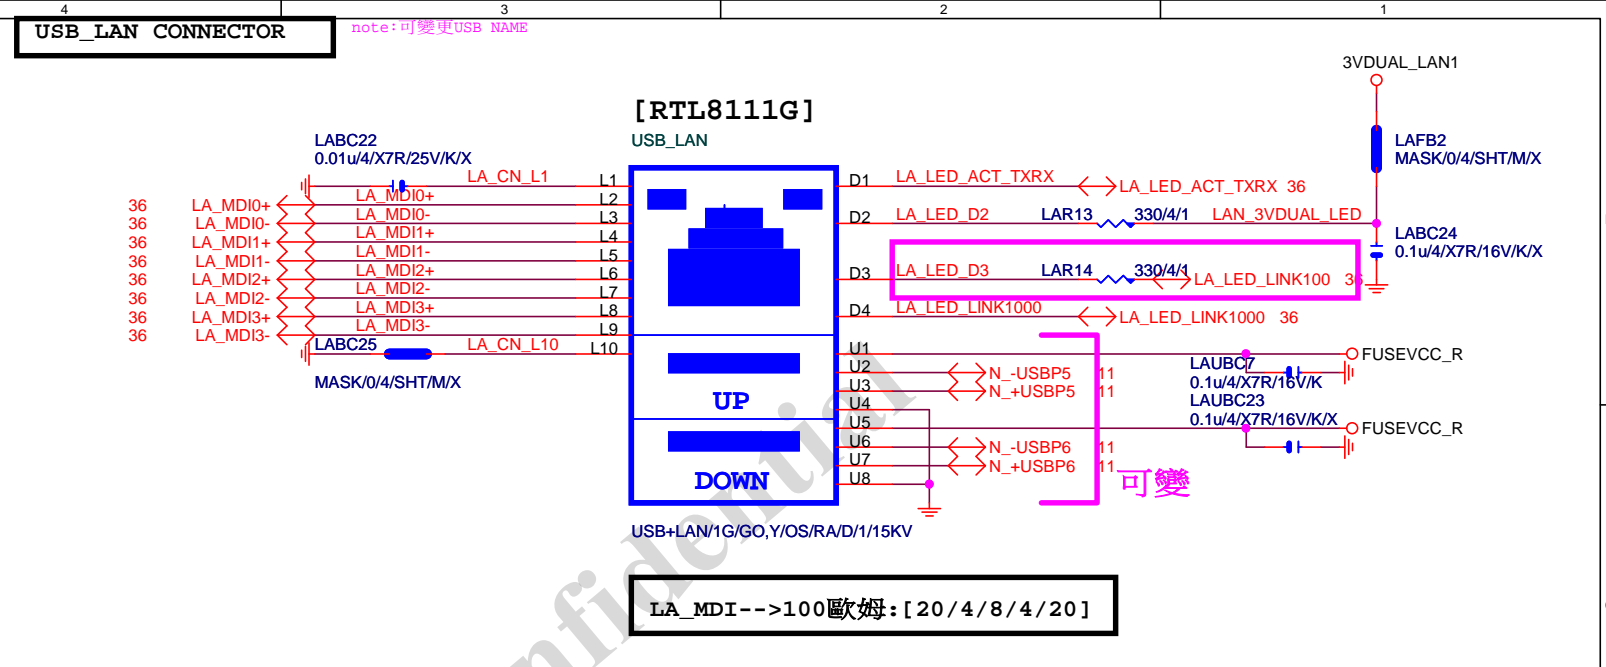 4 3 2 1
USB_LAN CONNECTOR
note:可變更USB NAME
3VDUAL_LAN1
[RTL8111G]
USB_LAN
LABC22
0.01u/4/X7R/25V/K/X
LAFB2
MASK/0/4/SHT/M/X
LA_CN_L1 L1 D1 LA_LED_ACT_TXRX LA_LED_ACT_TXRX 36
36 LA_MDI0+ LA_MDI0+ L2
36 LA_MDI0- LA_MDI0- L3 D2 LA_LED_D2 LAR13 330/4/1 LAN_3VDUAL_LED
36 LA_MDI1+ LA_MDI1+ L4
LABC24
0.1u/4/X7R/16V/K/X
36 LA_MDI1- LA_MDI1- L5
36 LA_MDI2+ LA_MDI2+ L6 D3 LA_LED_D3 LAR14 330/4/1 LA_LED_LINK100 36
36 LA_MDI2- LA_MDI2- L7
36 LA_MDI3+ LA_MDI3+ L8 D4 LA_LED_LINK1000 LA_LED_LINK1000 36
36 LA_MDI3- LA_MDI3- L9
LABC25 LA_CN_L10 L10 U1 FUSEVCC_R
MASK/0/4/SHT/M/X
U2 N_-USBP5 11
LAUBC7
0.1u/4/X7R/16V/K
U3 N_+USBP5 11
UP
U4
LAUBC23
0.1u/4/X7R/16V/K/X
U5 FUSEVCC_R
U6 N_-USBP6 11
U7 N_+USBP6 11
DOWN
U8
可變
USB+LAN/1G/GO,Y/OS/RA/D/1/15KV
LA_MDI-->100歐姆:[20/4/8/4/20]
nfidential